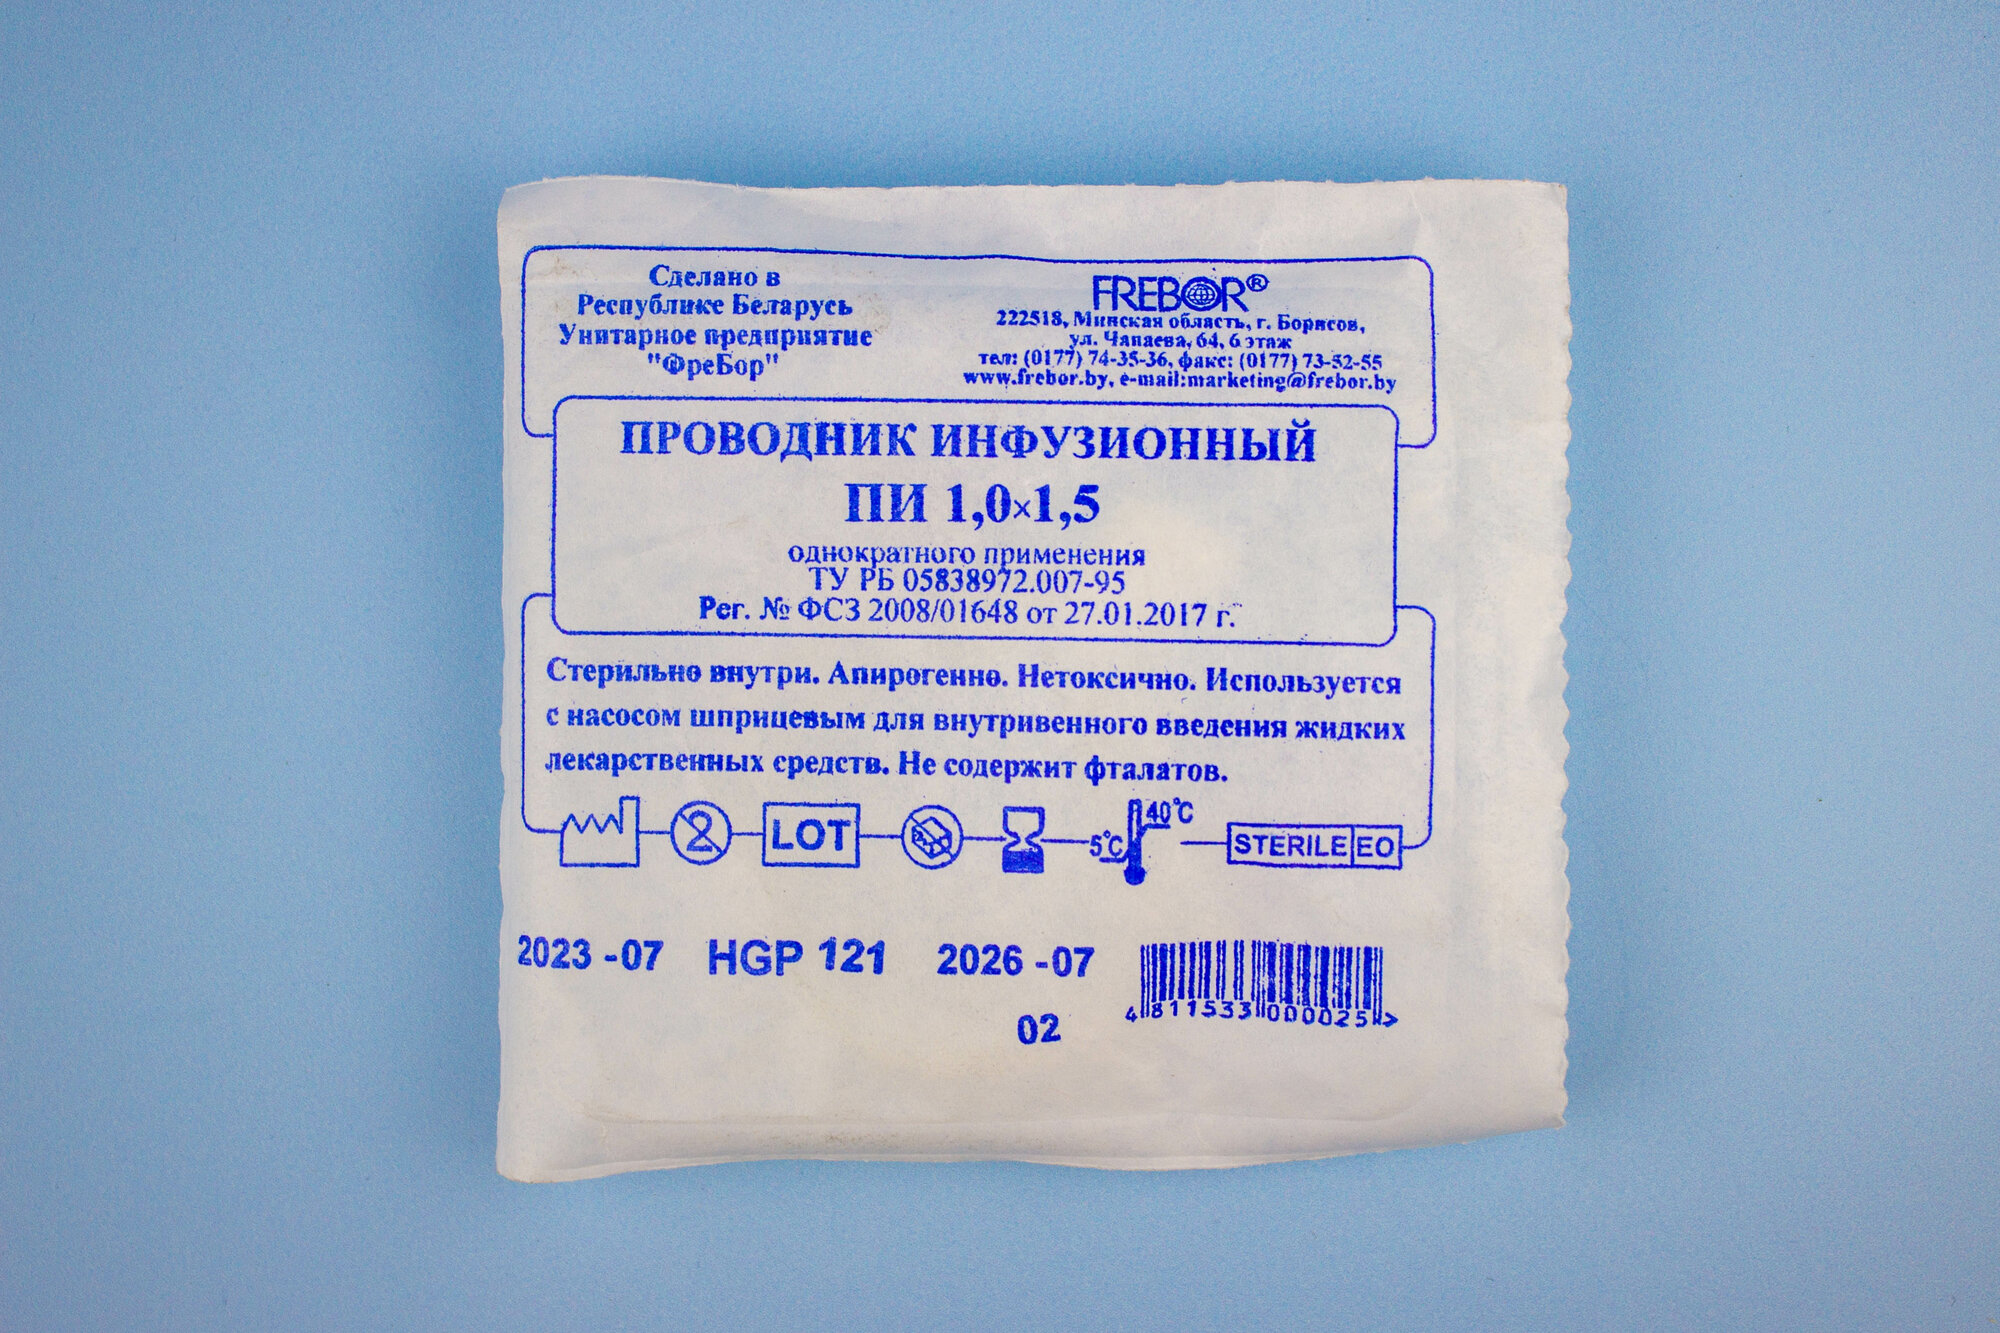 Сделано в
Республике Беларусь
Унитарное предприятие
"ФреБор"
FREBOR®
222518, Минская область, г. Борисов,
ул. Чапаева, 64, 6 этаж
тел: (0177) 74-35-36, факс: (0177) 73-52-55
www.frebor.by, e-mail:marketing@frebor.by
ПРОВОДНИК ИНФУЗИОННЫЙ
ПИ 1,0×1,5
однократного применения
ТУ РБ 05838972.007-95
Рег. № ФСЗ 2008/01648 от 27.01.2017 г.
Стерильно внутри. Апирогенно. Нетоксично. Используется
с насосом шприцевым для внутривенного введения жидких
лекарственных средств. Не содержит фталатов.
2 LOT 5°C 40°C STERILE EO
2023 -07 HGP 121 2026 -07
4 811533 000025 >
02